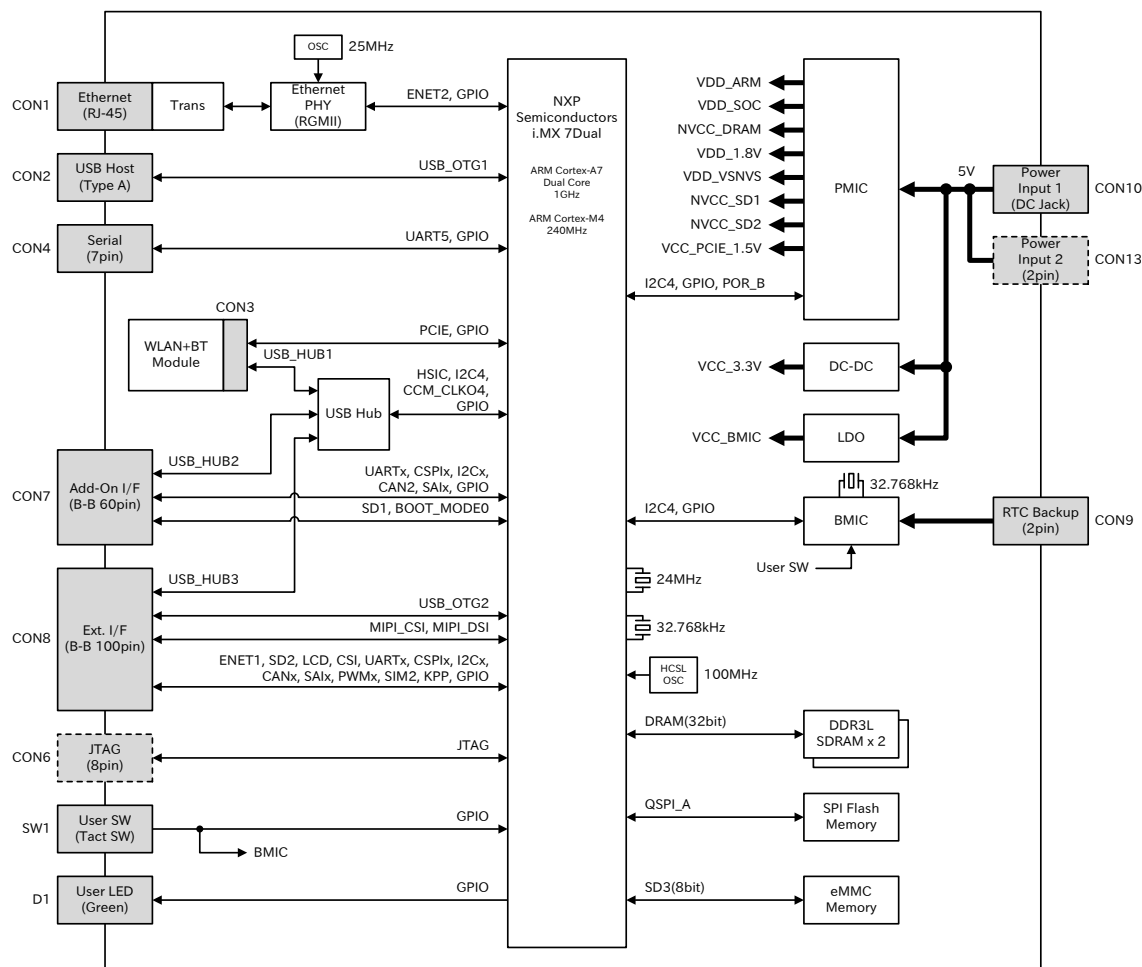 OSC
25MHz
CON1
Ethernet
(RJ-45)
Trans
Ethernet
PHY
(RGMII)
ENET2, GPIO
CON2
USB Host
(Type A)
USB_OTG1
CON4
Serial
(7pin)
UART5, GPIO
CON3
WLAN+BT
Module
PCIE, GPIO
USB_HUB1
USB Hub
HSIC, I2C4,
CCM_CLKO4,
GPIO
CON7
Add-On I/F
(B-B 60pin)
USB_HUB2
UARTx, CSPIx, I2Cx,
CAN2, SAIx, GPIO
SD1, BOOT_MODE0
CON8
Ext. I/F
(B-B 100pin)
USB_HUB3
USB_OTG2
MIPI_CSI, MIPI_DSI
ENET1, SD2, LCD, CSI, UARTx, CSPIx, I2Cx,
CANx, SAIx, PWMx, SIM2, KPP, GPIO
CON6
JTAG
(8pin)
JTAG
SW1
User SW
(Tact SW)
GPIO
BMIC
D1
User LED
(Green)
GPIO
NXP
Semiconductors
i.MX 7Dual
ARM Cortex-A7
Dual Core
1GHz
ARM Cortex-M4
240MHz
VDD_ARM
VDD_SOC
NVCC_DRAM
VDD_1.8V
VDD_VSNVS
NVCC_SD1
NVCC_SD2
VCC_PCIE_1.5V
I2C4, GPIO, POR_B
PMIC
5V
Power
Input 1
(DC Jack)
CON10
Power
Input 2
(2pin)
CON13
VCC_3.3V
DC-DC
VCC_BMIC
LDO
32.768kHz
I2C4, GPIO
BMIC
RTC Backup
(2pin)
CON9
User SW
24MHz
32.768kHz
HCSL
OSC
100MHz
DRAM(32bit)
DDR3L
SDRAM x 2
QSPI_A
SPI Flash
Memory
SD3(8bit)
eMMC
Memory